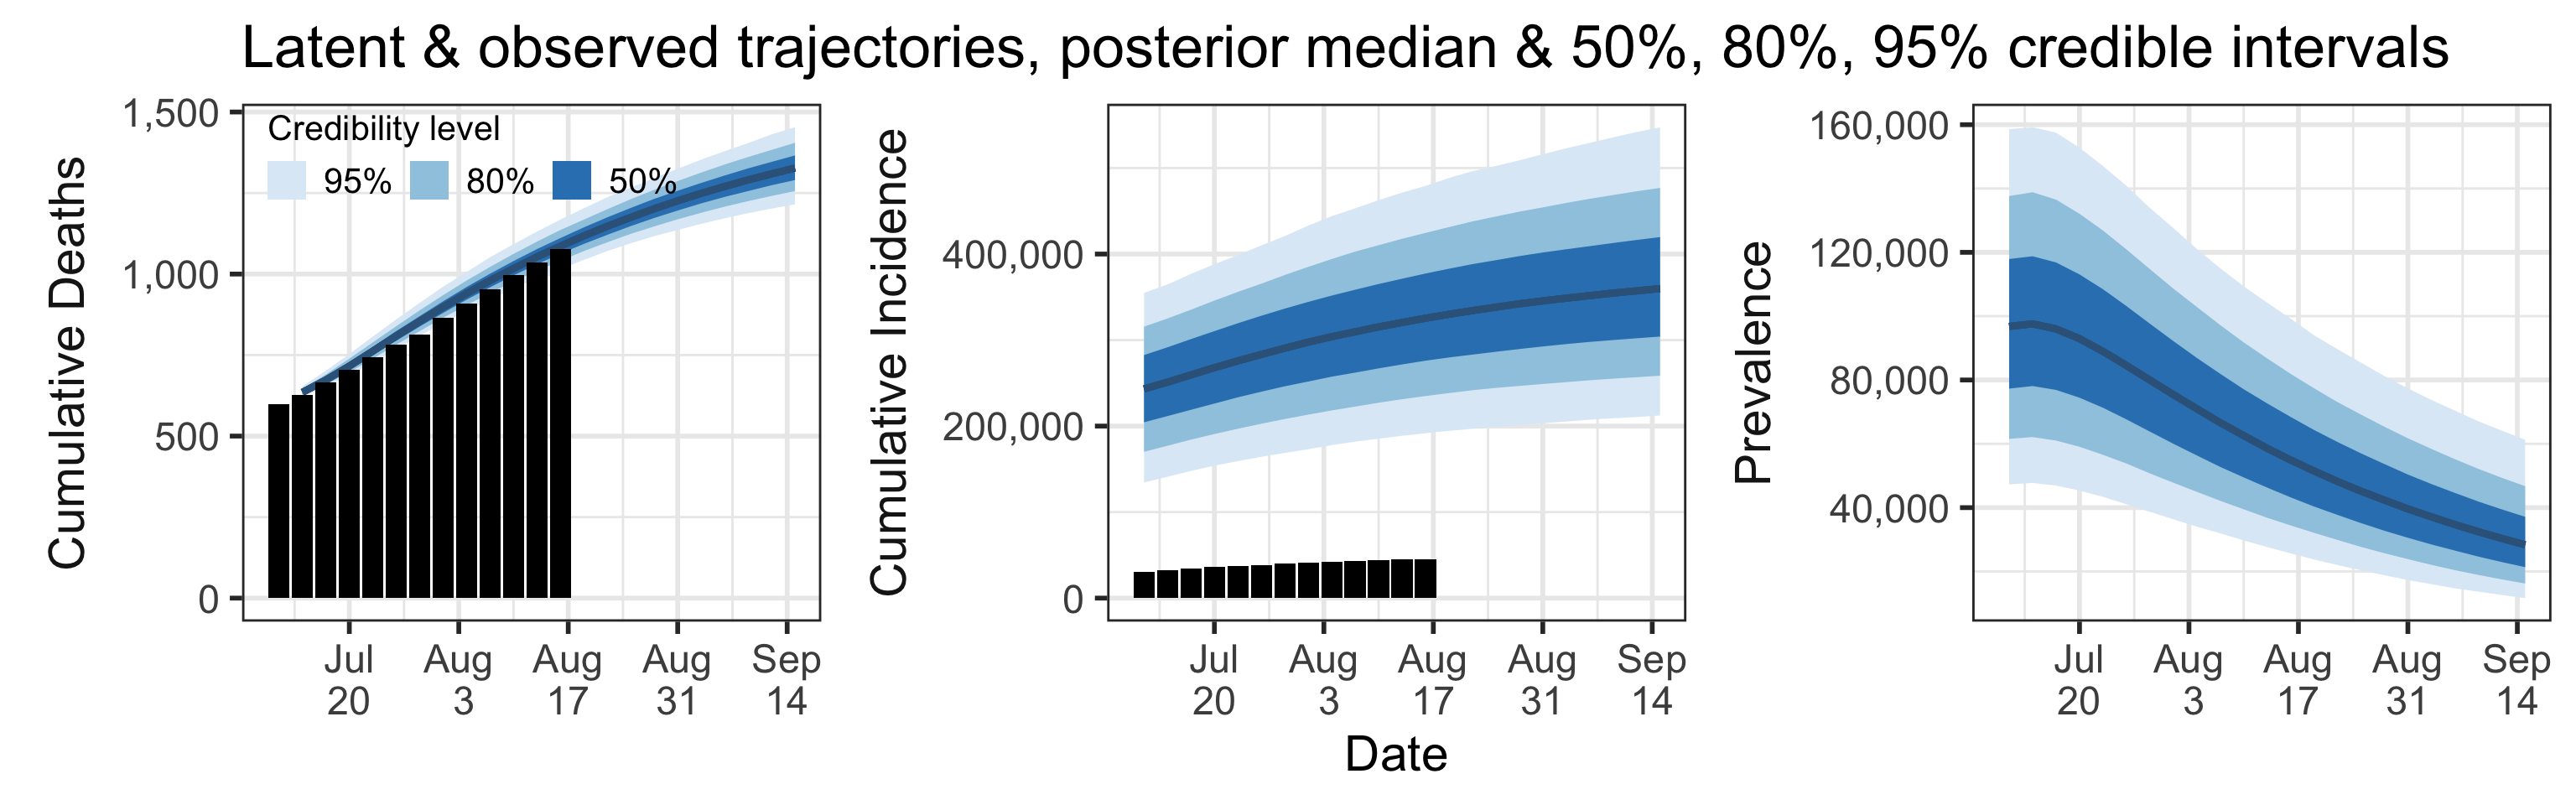 Latent & observed trajectories, posterior median & 50%, 80%, 95% credible intervals
Cumulative Deaths
1,500
1,000
500
0
Credibility level
95% 80% 50%
Jul Aug Aug Aug Sep
20 3 17 31 14
Cumulative Incidence
400,000
200,000
0
Jul Aug Aug Aug Sep
20 3 17 31 14
Prevalence
160,000
120,000
80,000
40,000
Jul Aug Aug Aug Sep
20 3 17 31 14
Date